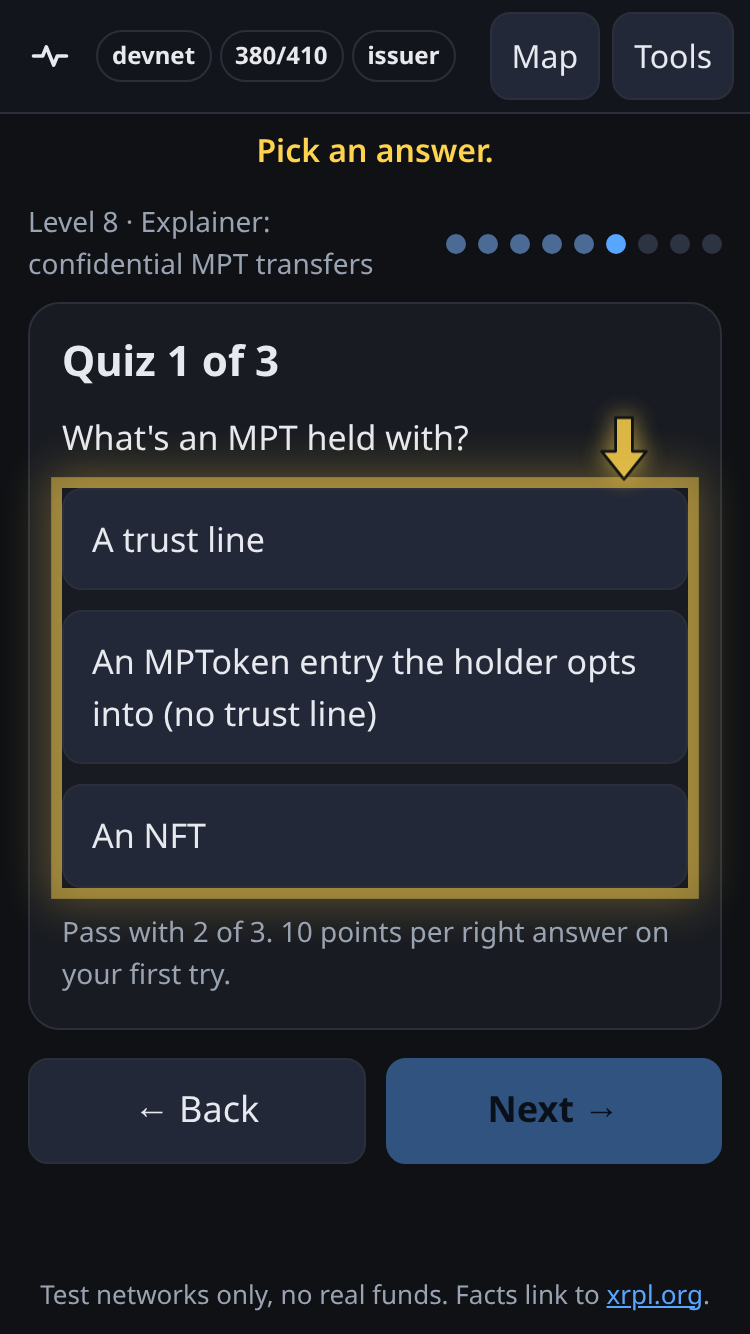 devnet 380/410 issuer Map Tools
Pick an answer.
Level 8 · Explainer:
confidential MPT transfers
Quiz 1 of 3
What's an MPT held with?
A trust line
An MPToken entry the holder opts
into (no trust line)
An NFT
Pass with 2 of 3. 10 points per right answer on
your first try.
← Back Next →
Test networks only, no real funds. Facts link to xrpl.org.